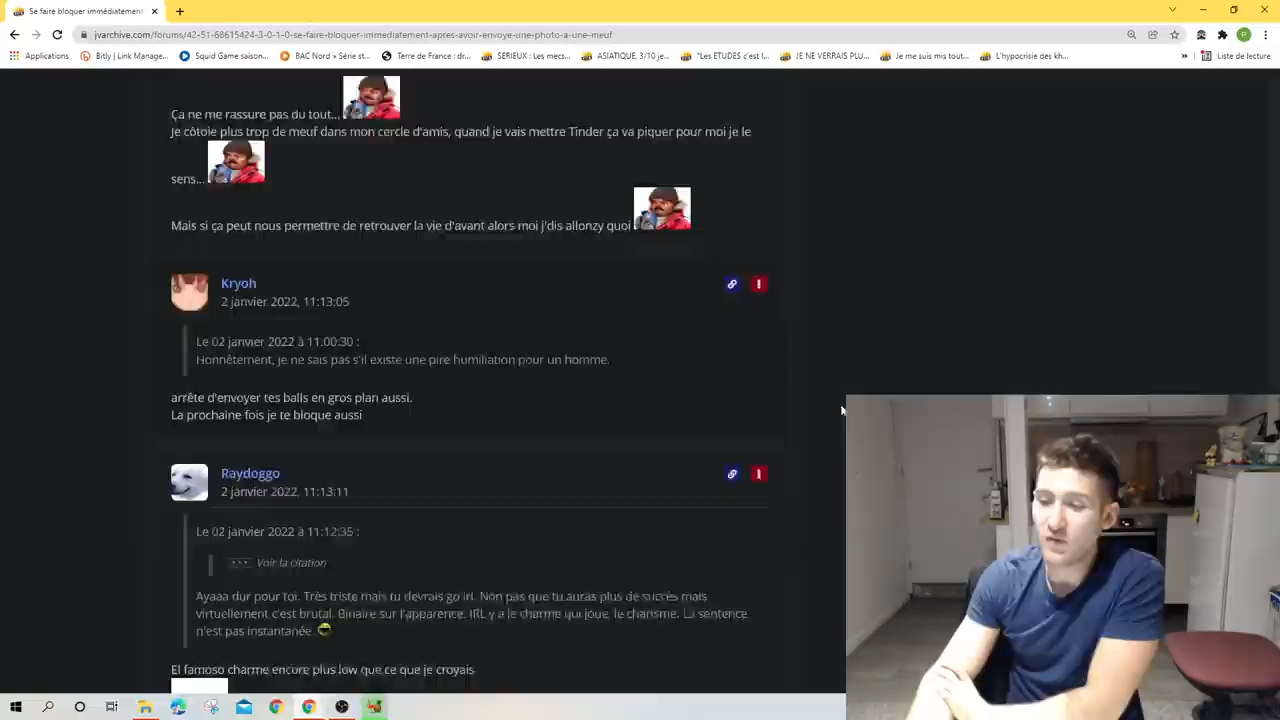 Se faire bloquer immédiatement
jvarchive.com/forums/42-51-68615424-3-0-1-0-se-faire-bloquer-immediatement-apres-avoir-envoye-une-photo-a-une-meuf
P
Applications
Bitly | Link Manage...
Squid Game saison...
BAC Nord » Série st...
Terre de France : dr...
SERIEUX : Les mecs...
ASIATIQUE, 3/10 je...
"Les ETUDES c'est l...
JE NE VERRAIS PLU...
Je me suis mis tout...
L'hypocrisie des kh...
»
Liste de lecture
Ça ne me rassure pas du tout...
Je côtoie plus trop de meuf dans mon cercle d'amis, quand je vais mettre Tinder ça va piquer pour moi je le
sens...
Mais si ça peut nous permettre de retrouver la vie d'avant alors moi j'dis allonzy quoi
Kryoh
2 janvier 2022, 11:13:05
Le 02 janvier 2022 à 11:00:30 :
Honnêtement, je ne sais pas s'il existe une pire humiliation pour un homme.
arrête d'envoyer tes balls en gros plan aussi.
La prochaine fois je te bloque aussi
Raydoggo
2 janvier 2022, 11:13:11
Le 02 janvier 2022 à 11:12:35 :
Voir la citation
Ayaaa dur pour toi. Très triste mais tu devrais go irl. Non pas que tu auras plus de succès mais
virtuellement c'est brutal. Binaire sur l'apparence. IRL y a le charme qui joue, le charisme. La sentence
n'est pas instantanée.
El famoso charme encore plus low que ce que je croyais